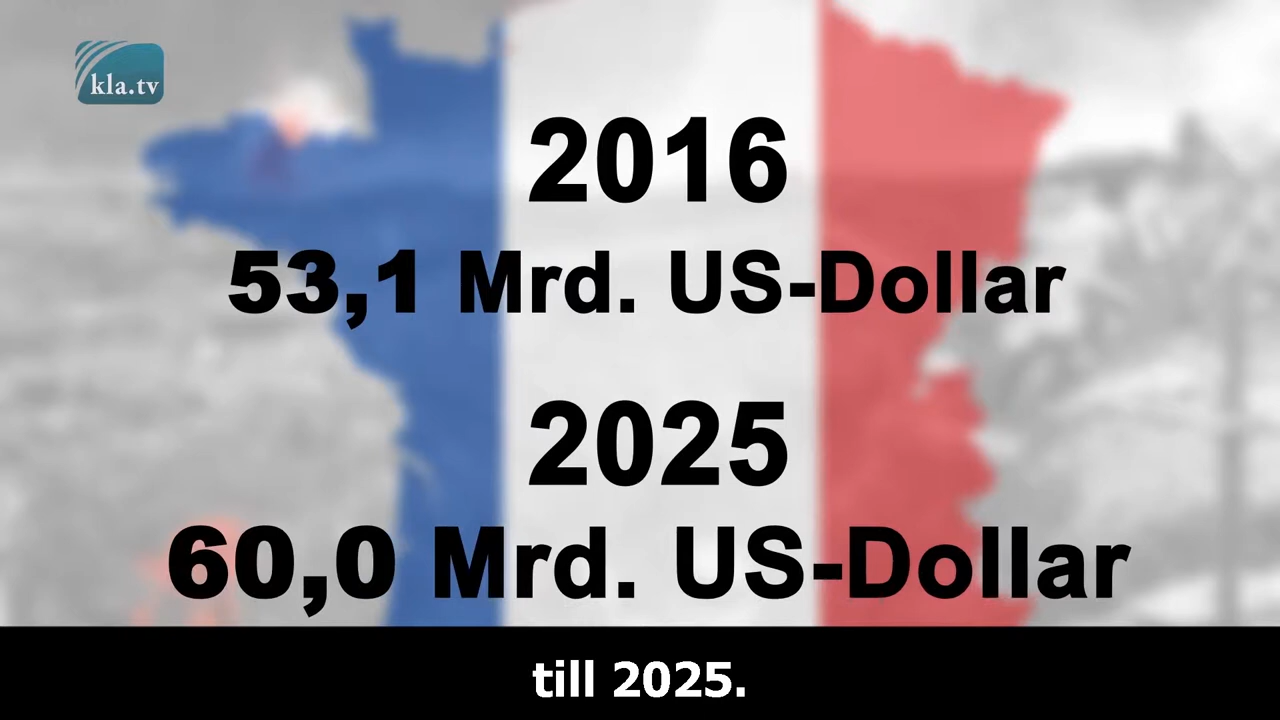 kla.tv
2016
53,1 Mrd. US-Dollar
2025
60,0 Mrd. US-Dollar
till 2025.